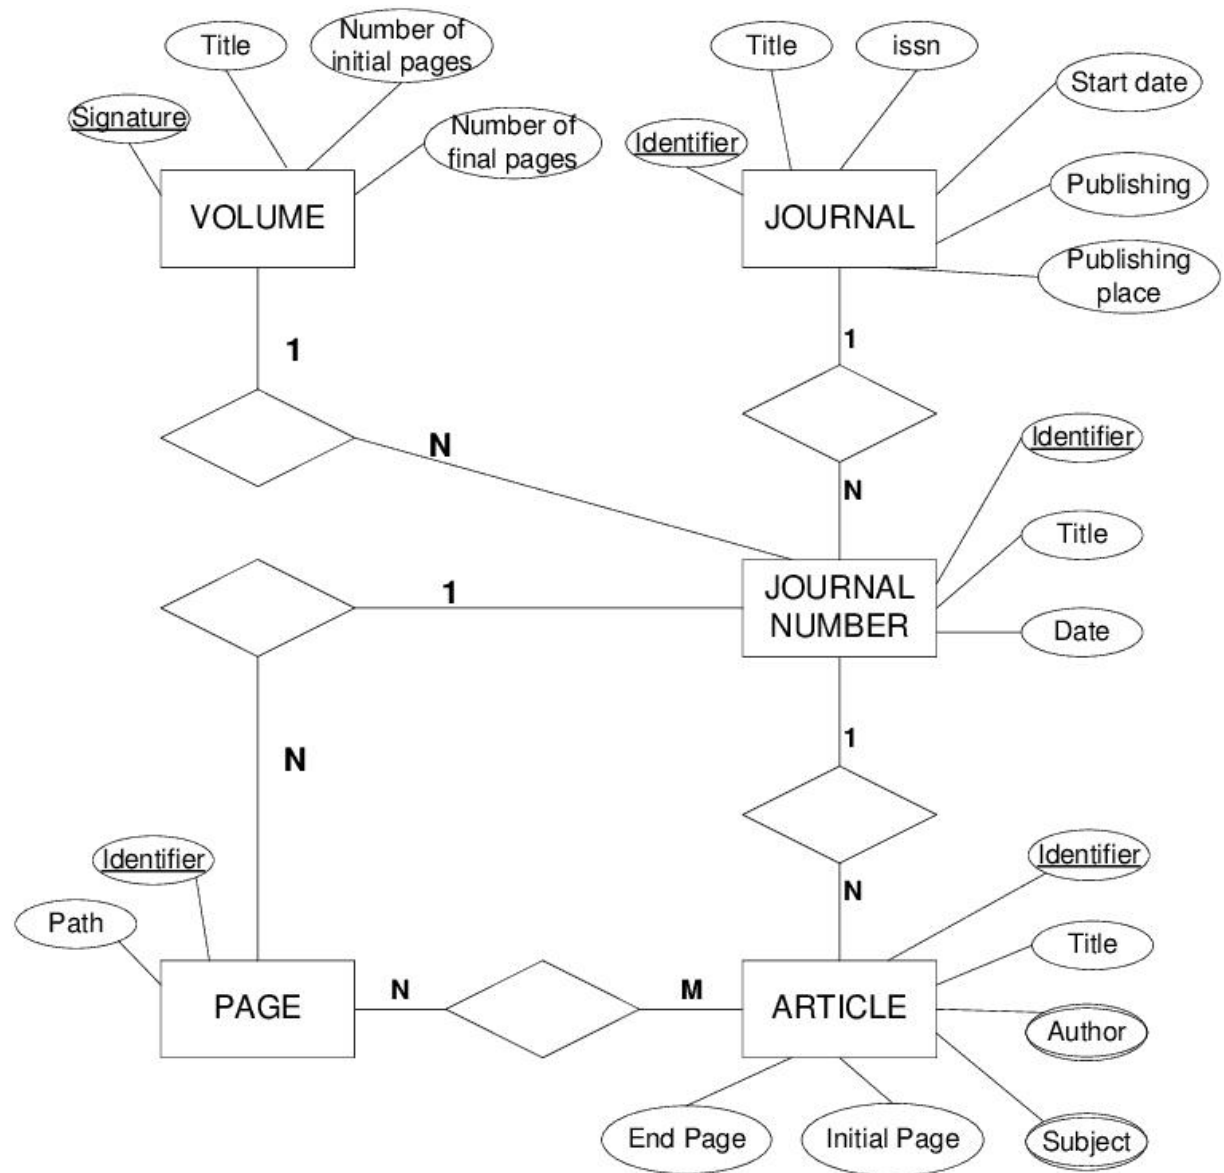 Title
Number of
initial pages
Signature
Number of
final pages
VOLUME
Title
issn
Start date
Identifier
Publishing
JOURNAL
Publishing
place
1
1
N
N
Identifier
Title
Date
JOURNAL
NUMBER
1
N
1
N
Identifier
Path
PAGE
N
M
ARTICLE
Identifier
Title
Author
Subject
End Page
Initial Page